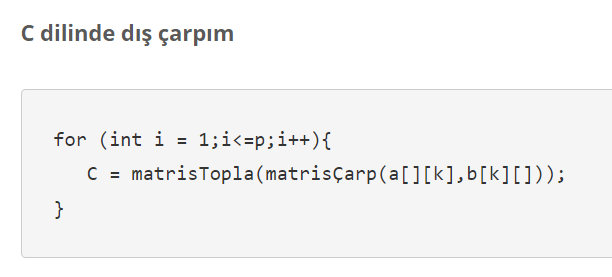 C dilinde dış çarpım
for (int i = 1;i<=p;i++){
C = matrisTopla(matrisÇarp(a[][k],b[k][]));
}